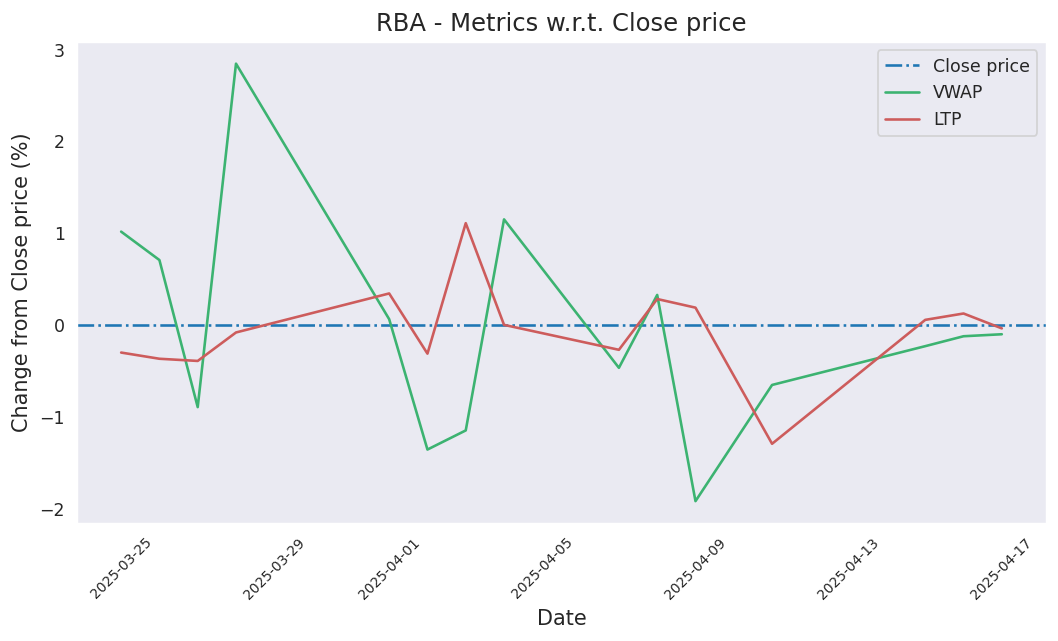 RBA - Metrics w.r.t. Close price
Change from Close price (%)
3
2
1
0
−1
−2
Close price
VWAP
LTP
2025-03-25
2025-03-29
2025-04-01
2025-04-05
2025-04-09
2025-04-13
2025-04-17
Date